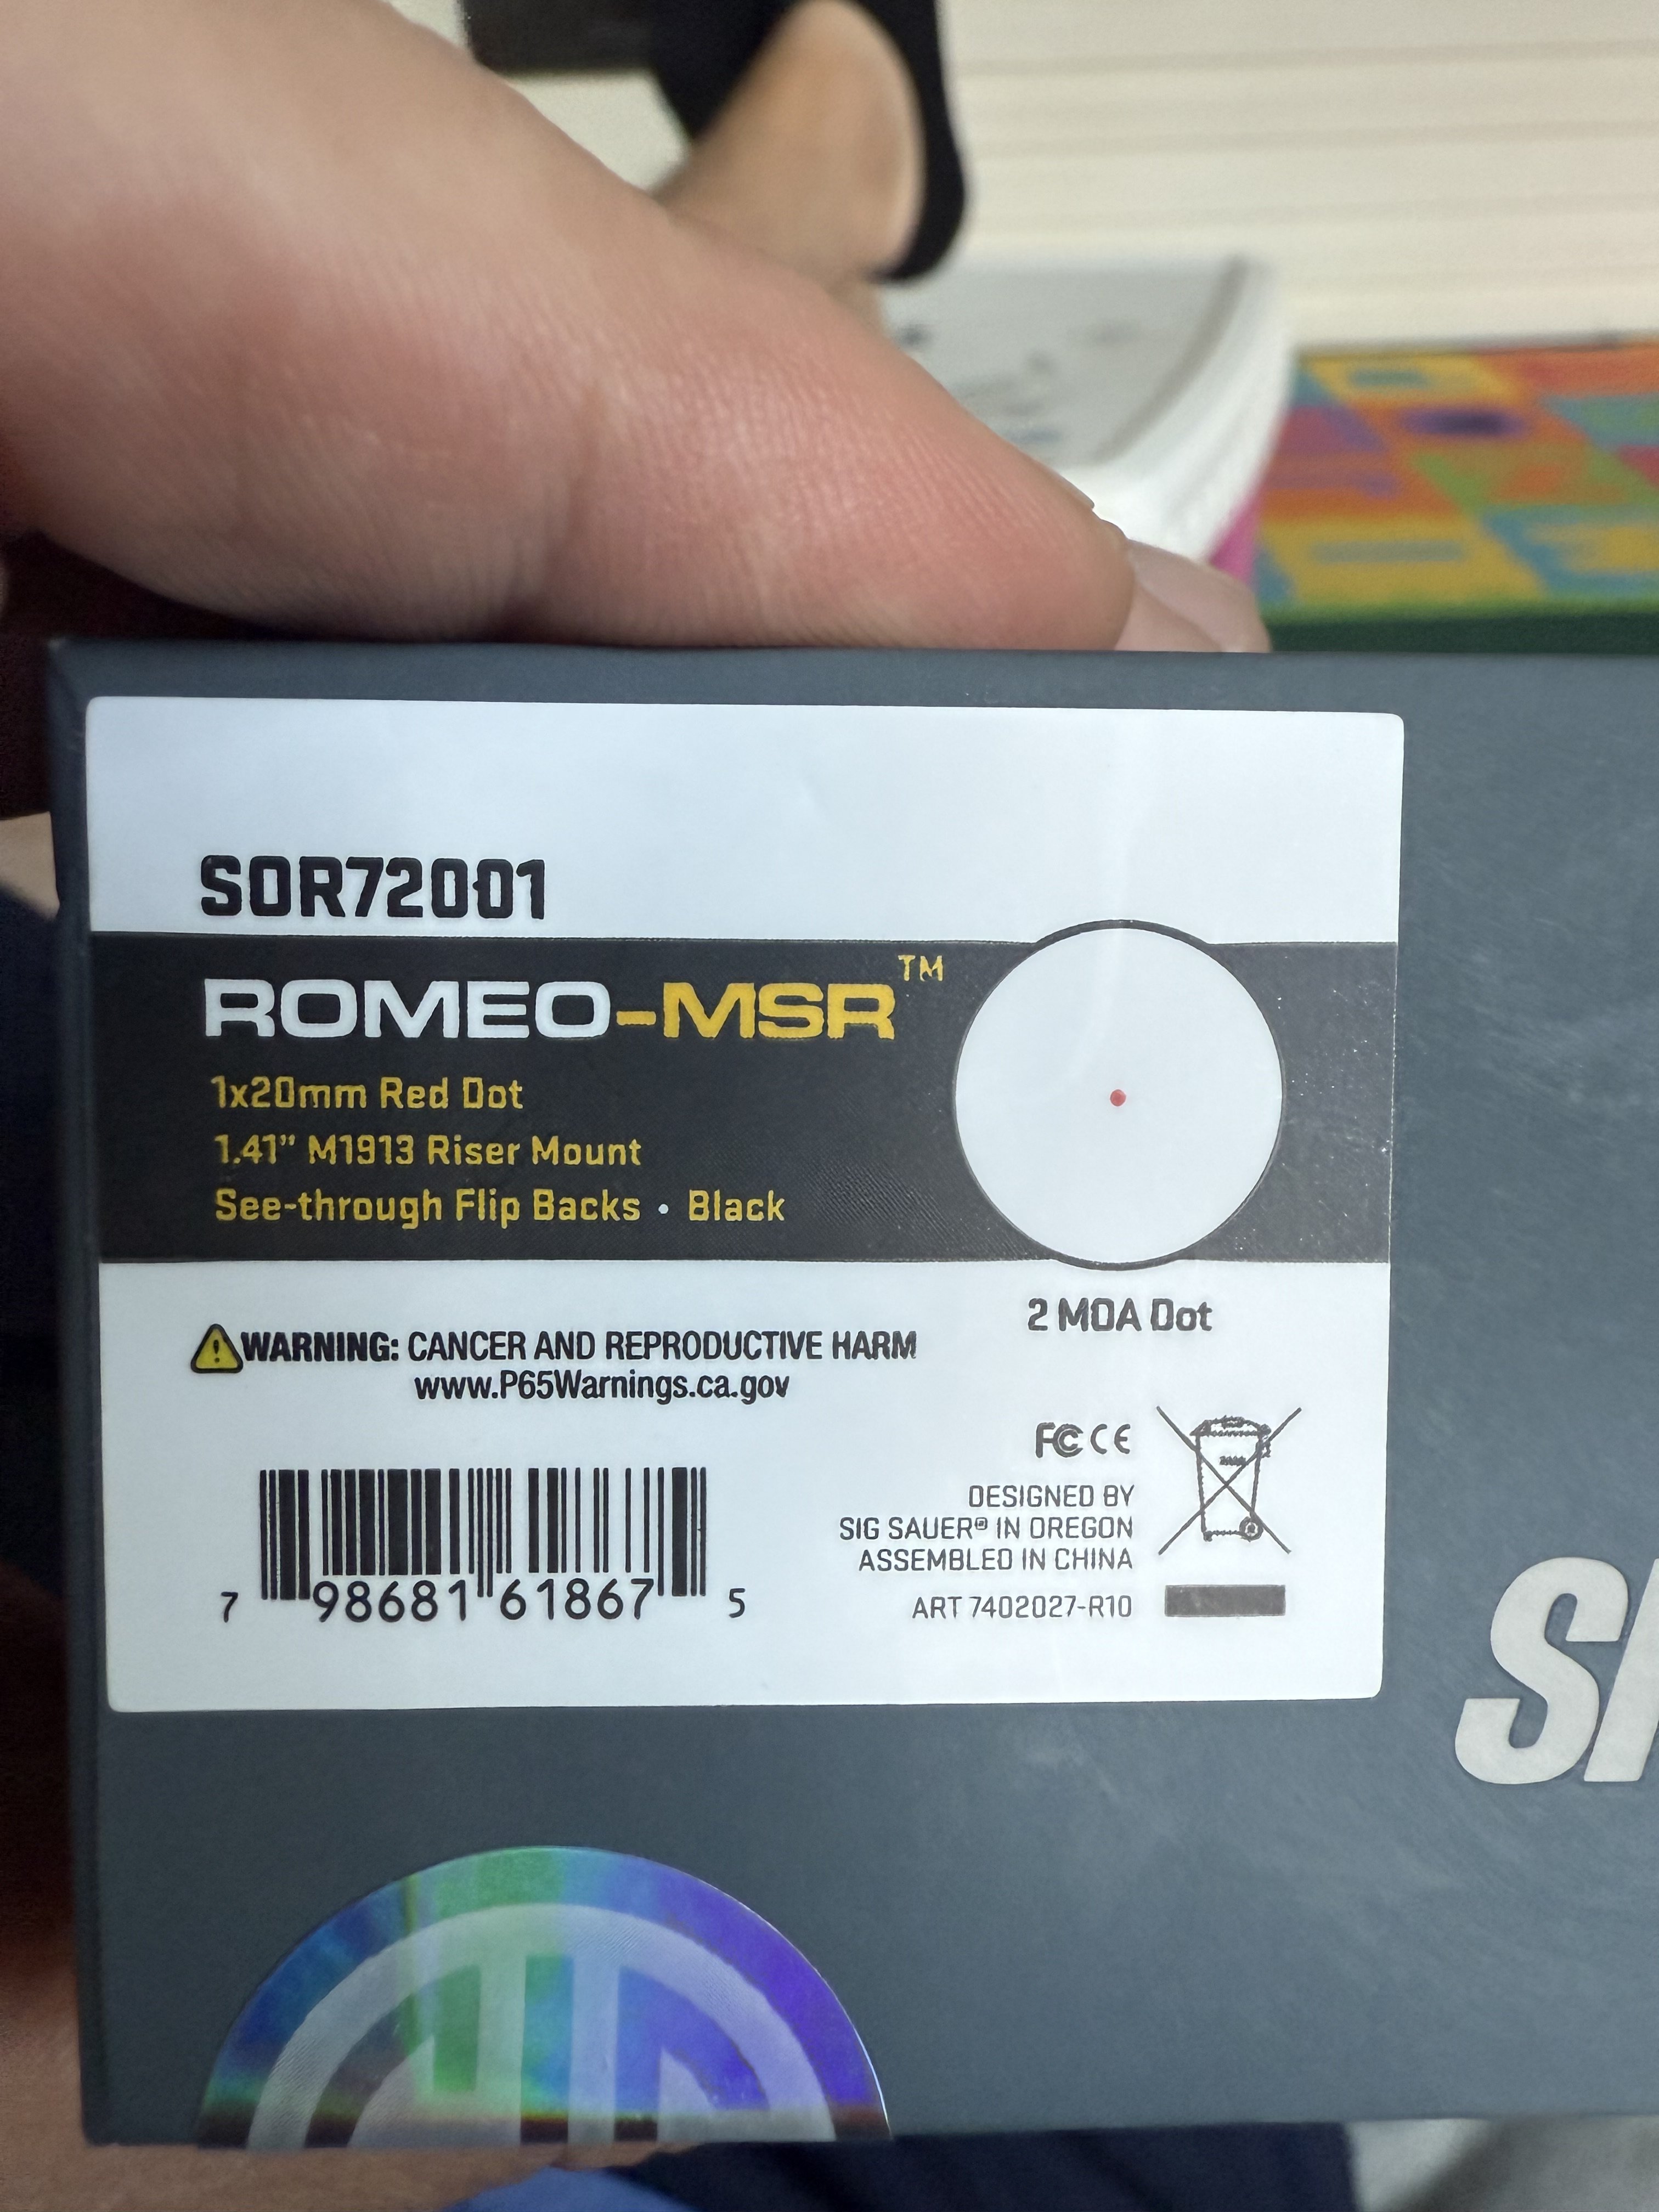 SOR72001
ROMEO-MSR™
1x20mm Red Dot
1.41” M1913 Riser Mount
See-through Flip Backs • Black
2 MOA Dot
WARNING: CANCER AND REPRODUCTIVE HARM
www.P65Warnings.ca.gov
FC CE
DESIGNED BY
SIG SAUER® IN OREGON
ASSEMBLED IN CHINA
ART 7402027-R10
7 98681 61867 5